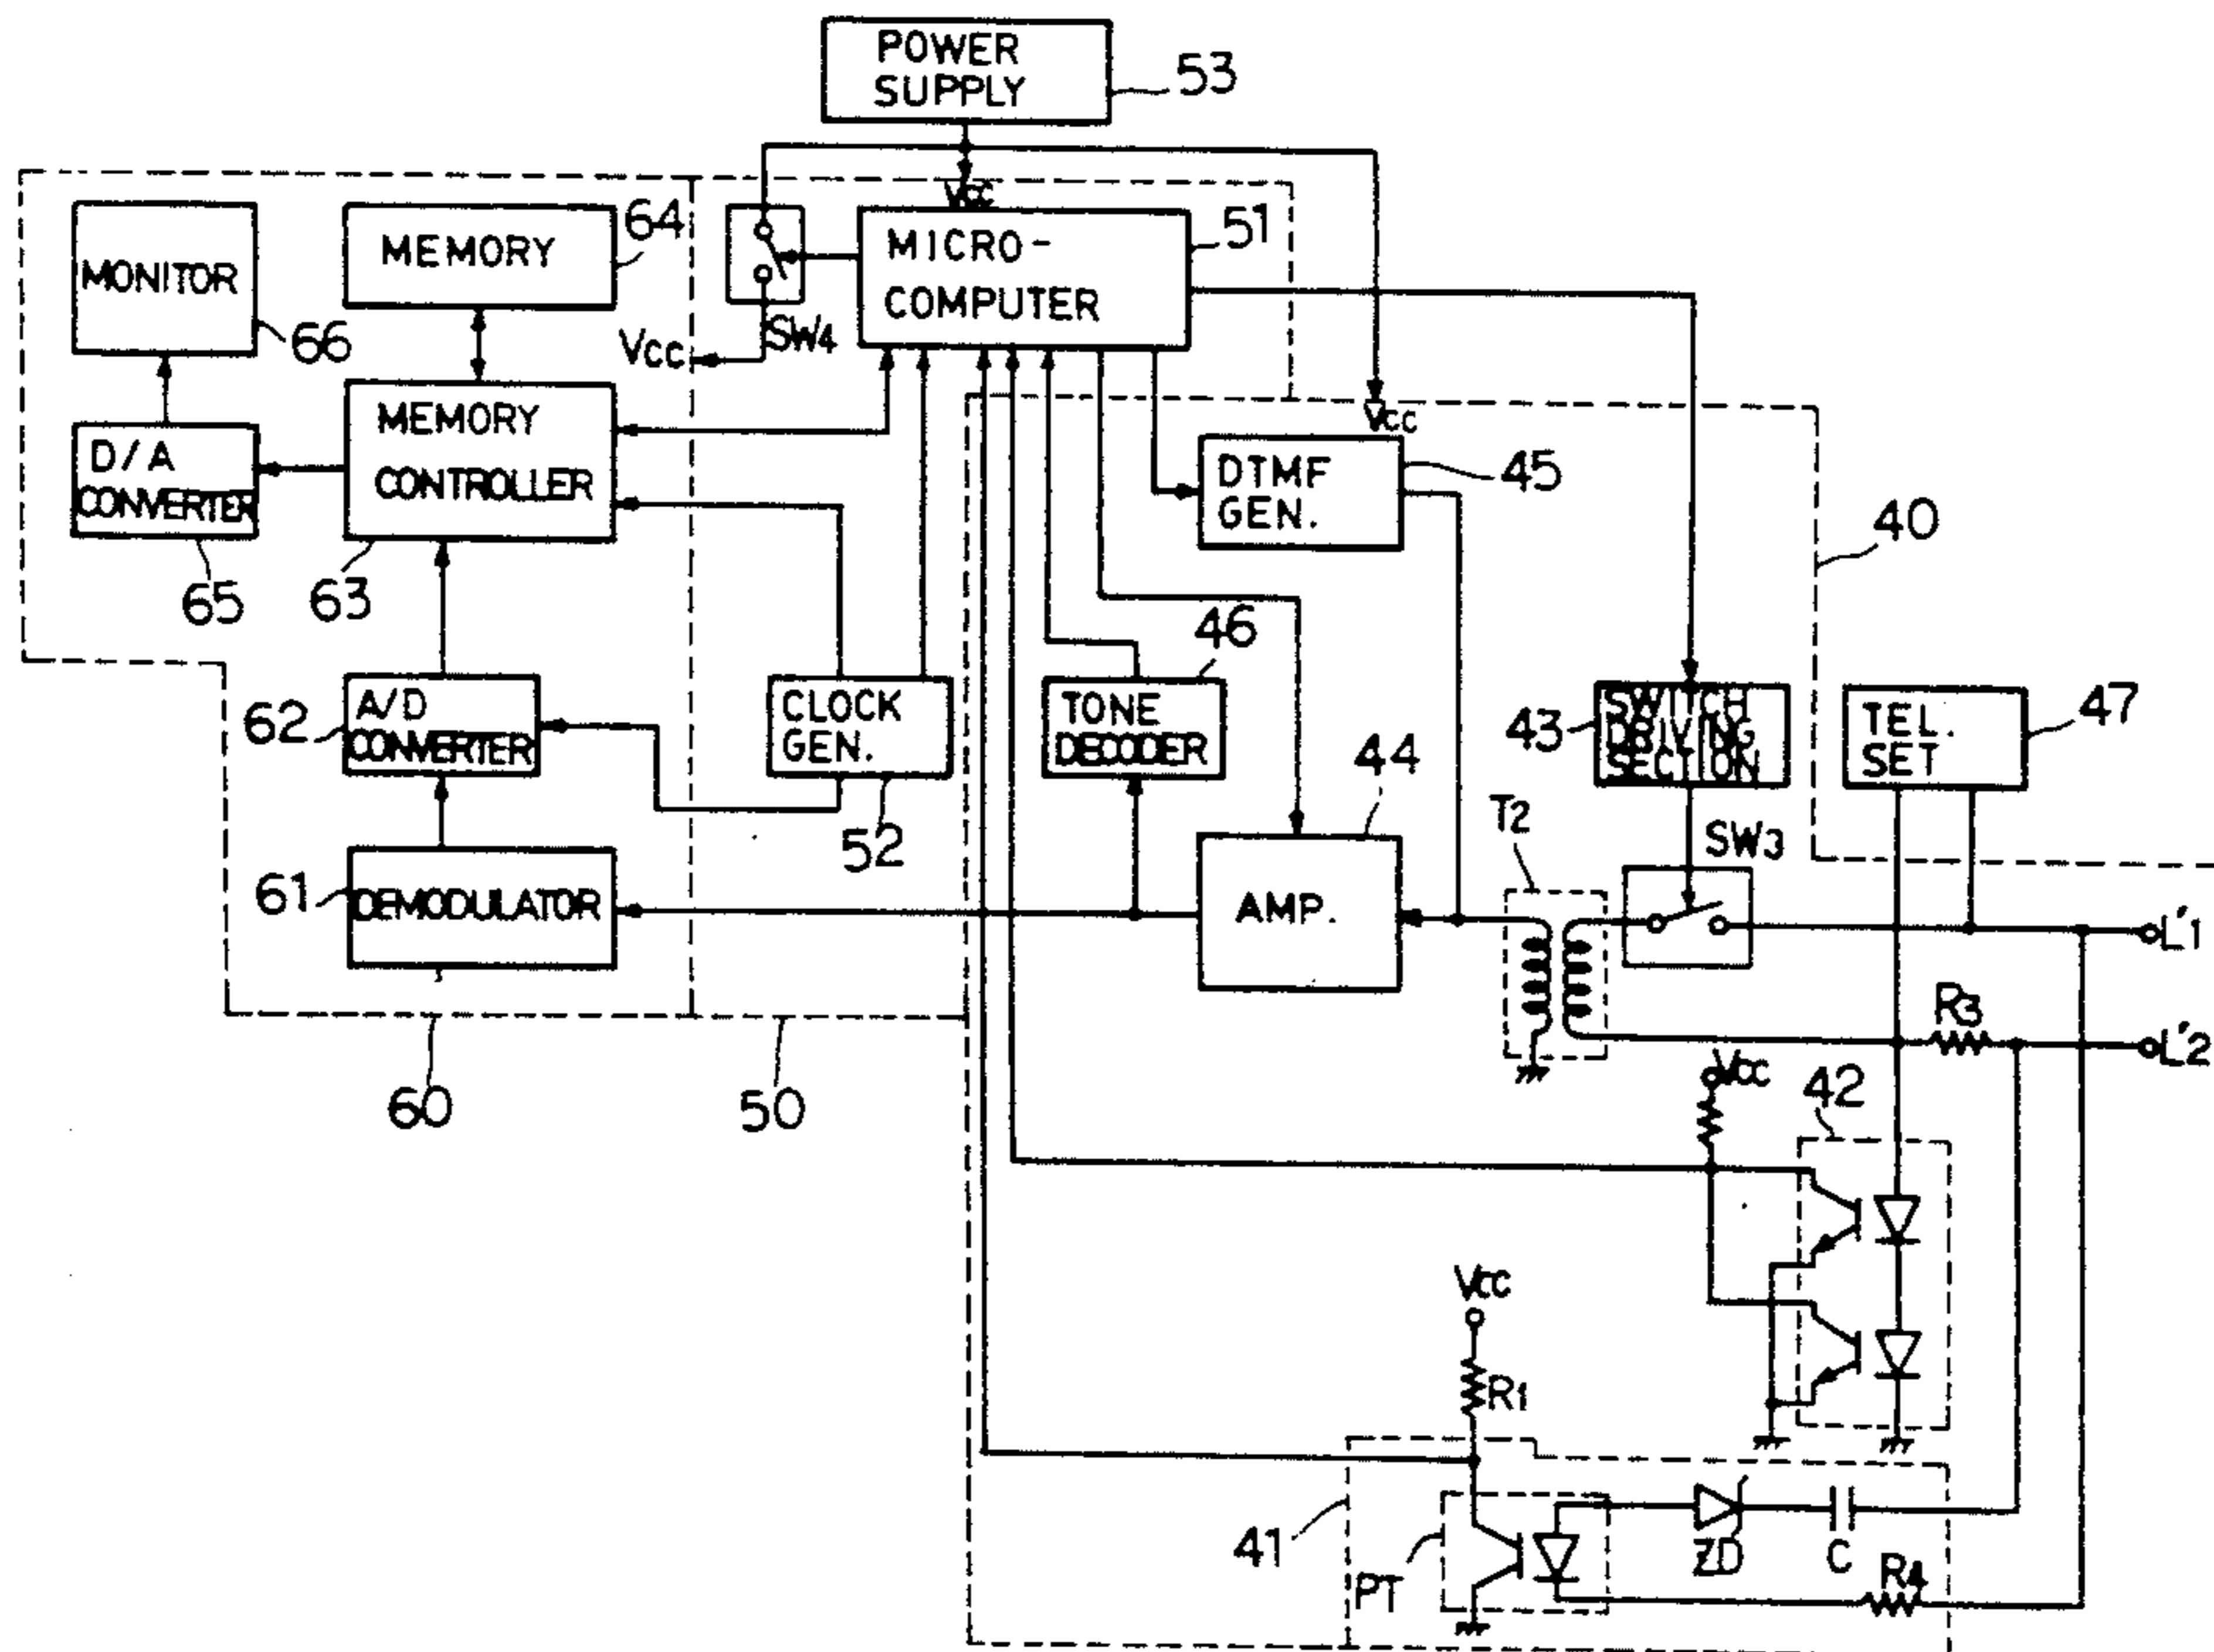 POWER
SUPPLY
53
VCC
MONITOR
66
MEMORY
64
SW4
VCC
MICRO-
COMPUTER
51
D/A
CONVERTER
65
MEMORY
CONTROLLER
63
VCC
DTMF
GEN.
45
40
A/D
CONVERTER
62
CLOCK
GEN.
52
TONE
DECODER
46
44
AMP.
SWITCH
DRIVING
SECTION
43
TEL.
SET
47
T2
SW3
61
DEMODULATOR
L'1
R3
L'2
60
50
VCC
42
VCC
R1
41
PT
ZD
C
R4